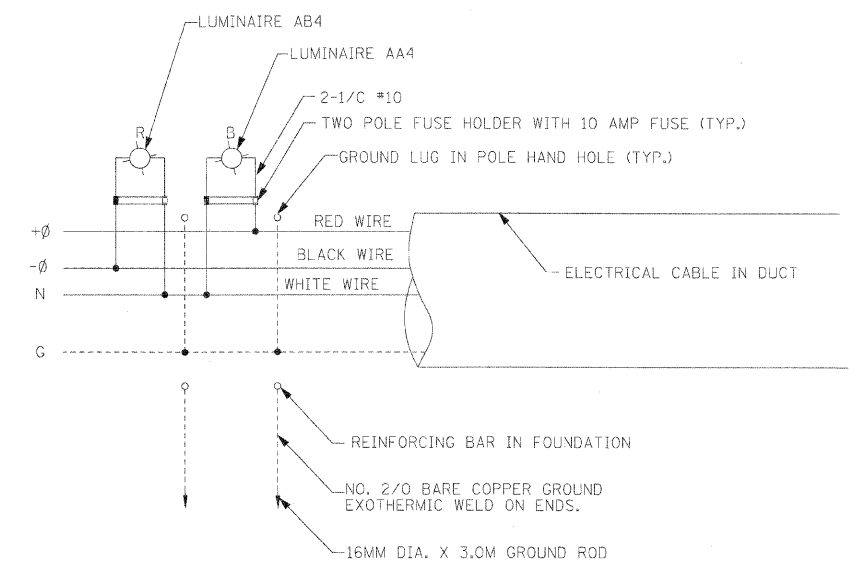 LUMINAIRE AB4
LUMINAIRE AA4
2-1/C #10
TWO POLE FUSE HOLDER WITH 10 AMP FUSE (TYP.)
R
B
GROUND LUG IN POLE HAND HOLE (TYP.)
+Ø
RED WIRE
-Ø
BLACK WIRE
ELECTRICAL CABLE IN DUCT
N
WHITE WIRE
G
REINFORCING BAR IN FOUNDATION
NO. 2/0 BARE COPPER GROUND
EXOTHERMIC WELD ON ENDS.
16MM DIA. X 3.0M GROUND ROD